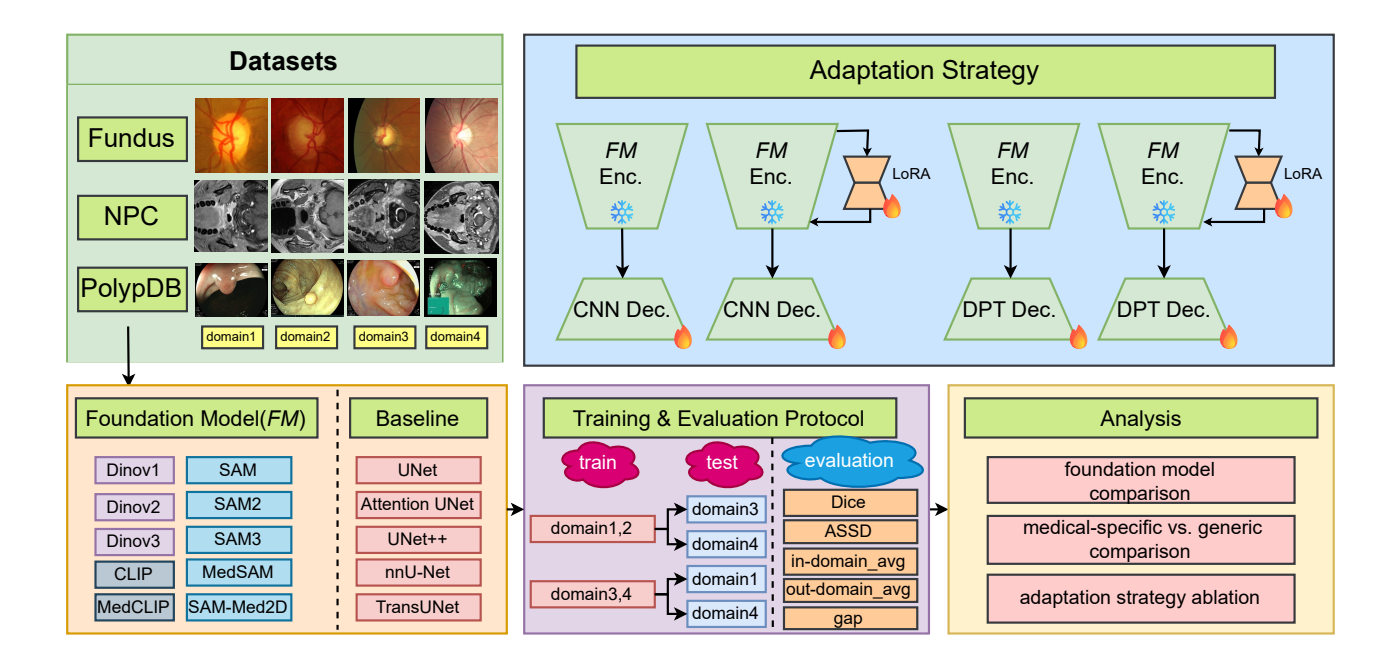 Datasets
Fundus
NPC
PolypDB
domain1
domain2
domain3
domain4
Adaptation Strategy
FM
Enc.
FM
Enc.
LoRA
FM
Enc.
FM
Enc.
LoRA
CNN Dec.
CNN Dec.
DPT Dec.
DPT Dec.
Foundation Model(FM)
Dinov1
Dinov2
Dinov3
CLIP
MedCLIP
SAM
SAM2
SAM3
MedSAM
SAM-Med2D
Baseline
UNet
Attention UNet
UNet++
nnU-Net
TransUNet
Training & Evaluation Protocol
train
test
domain1,2
domain3
domain4
domain3,4
domain1
domain4
evaluation
Dice
ASSD
in-domain_avg
out-domain_avg
gap
Analysis
foundation model
comparison
medical-specific vs. generic
comparison
adaptation strategy ablation